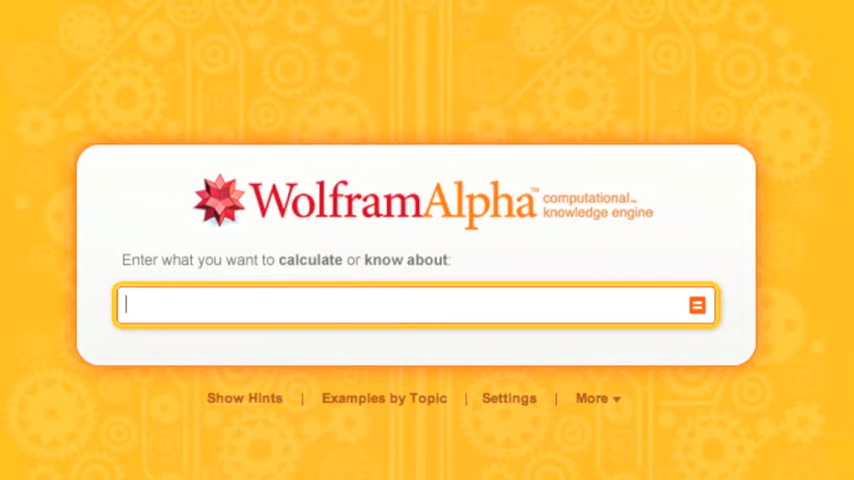 WolframAlpha™ computational™ knowledge engine
Enter what you want to calculate or know about:
Show Hints | Examples by Topic | Settings | More